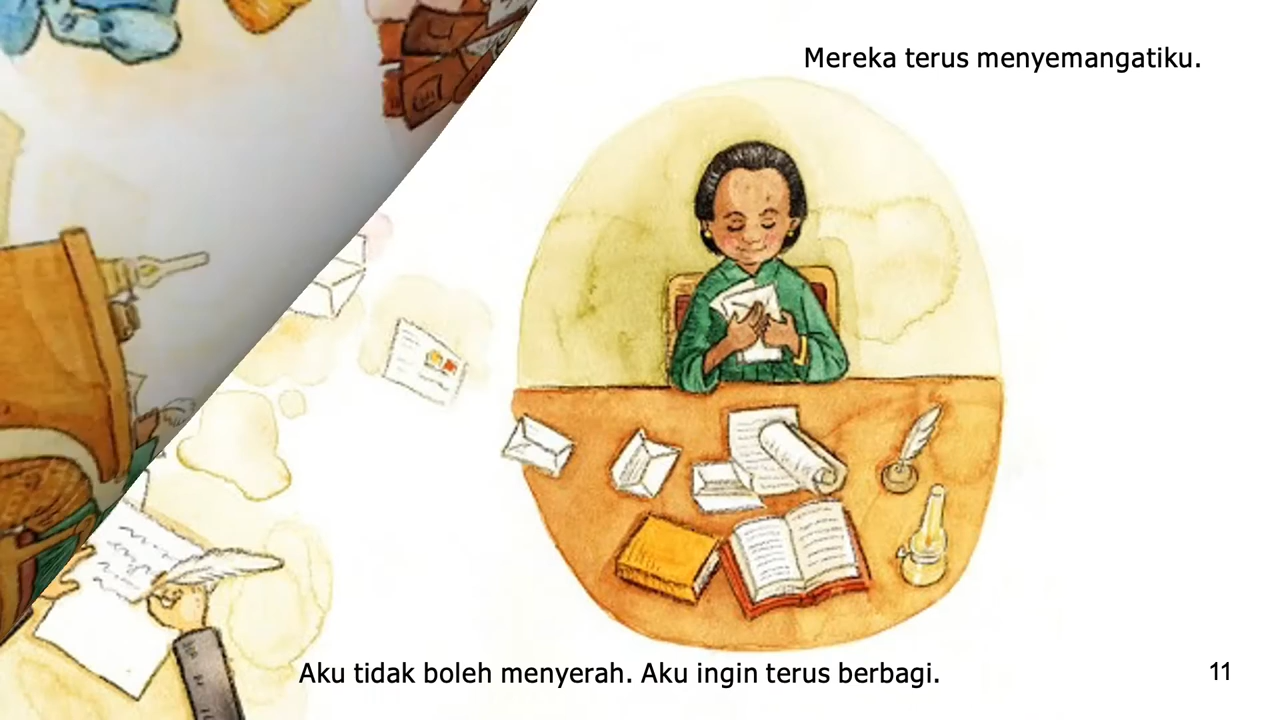 Mereka terus menyemangatiku.
Aku tidak boleh menyerah. Aku ingin terus berbagi.
11